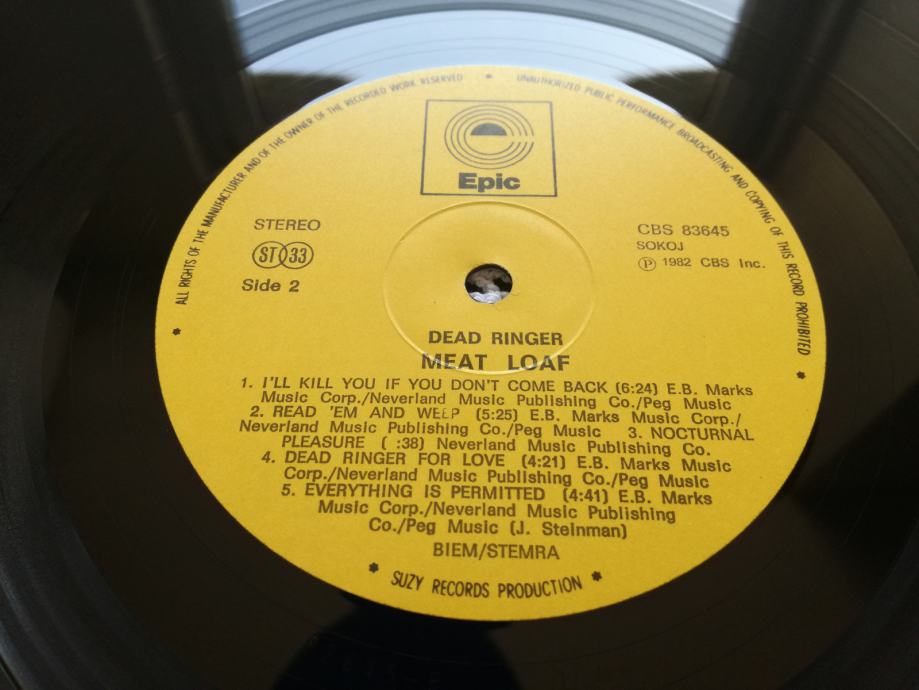 ALL RIGHTS OF THE MANUFACTURER AND OF THE OWNER OF THE RECORDED WORK RESERVED * UNAUTHORIZED PUBLIC PERFORMANCE BROADCASTING AND COPYING OF THIS RECORD PROHIBITED *
Epic
STEREO
ST 33
Side 2
CBS 83645
SOKOJ
Ⓟ 1982 CBS Inc.
DEAD RINGER
MEAT LOAF
1. I'LL KILL YOU IF YOU DON'T COME BACK (6:24) E.B. Marks
Music Corp./Neverland Music Publishing Co./Peg Music
2. READ 'EM AND WEEP (5:25) E.B. Marks Music Corp./
Neverland Music Publishing Co./Peg Music 3. NOCTURNAL
PLEASURE ( :38) Neverland Music Publishing Co.
4. DEAD RINGER FOR LOVE (4:21) E.B. Marks Music
Corp./Neverland Music Publishing Co./Peg Music
5. EVERYTHING IS PERMITTED (4:41) E.B. Marks
Music Corp./Neverland Music Publishing
Co./Peg Music (J. Steinman)
BIEM/STEMRA
* SUZY RECORDS PRODUCTION *